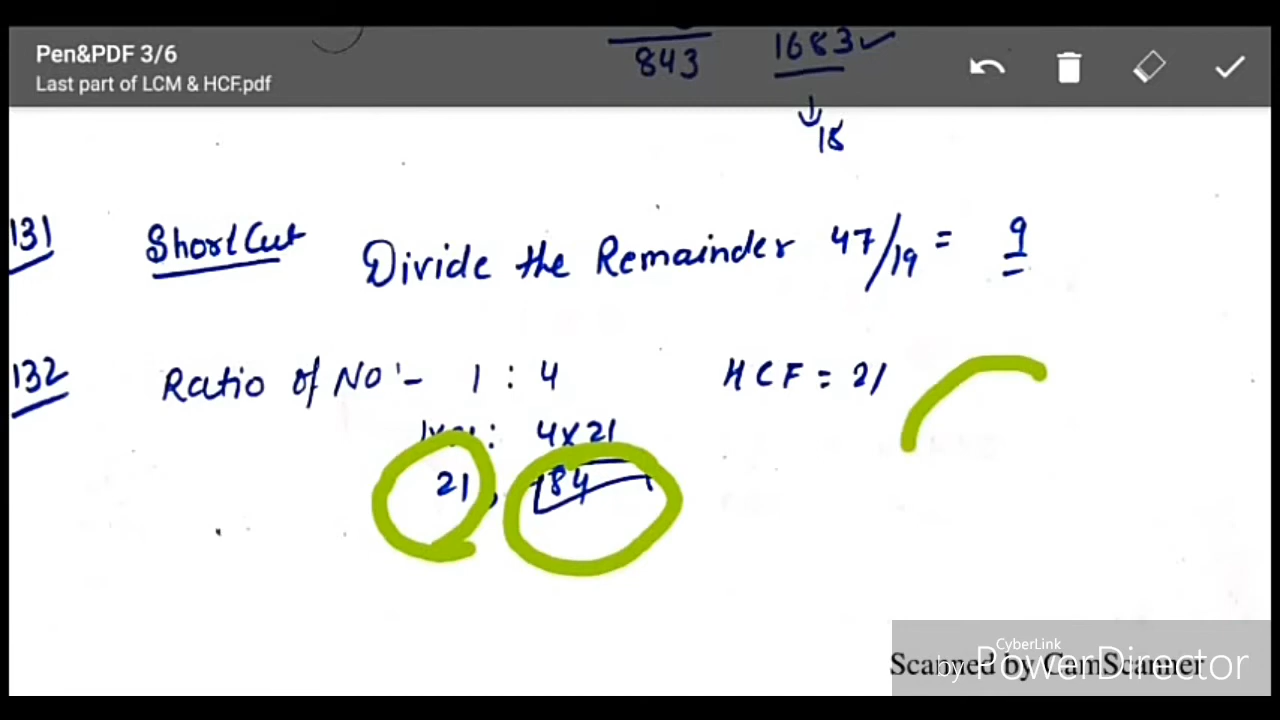 Pen&PDF 3/6
Last part of LCM & HCF.pdf
843 1683
18
131 Shortcut Divide the Remainder 47/19 = 9
132 Ratio of No:- 1 : 4 HCF = 21
: 4x21
21, 84
CyberLink
Scanned by CamScanner
by PowerDirector